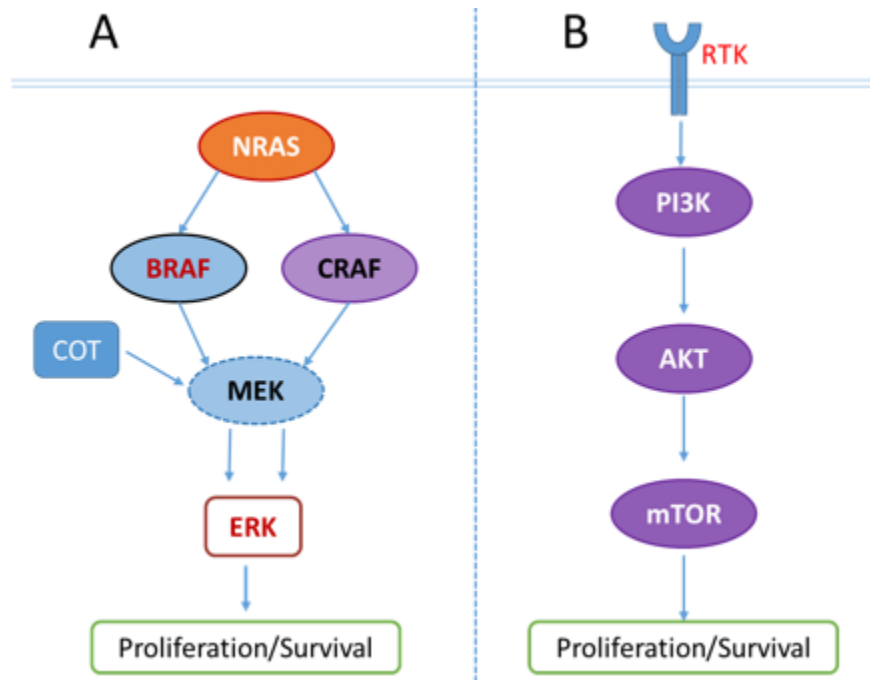 A
NRAS
BRAF
CRAF
COT
MEK
ERK
Proliferation/Survival
B
RTK
PI3K
AKT
mTOR
Proliferation/Survival